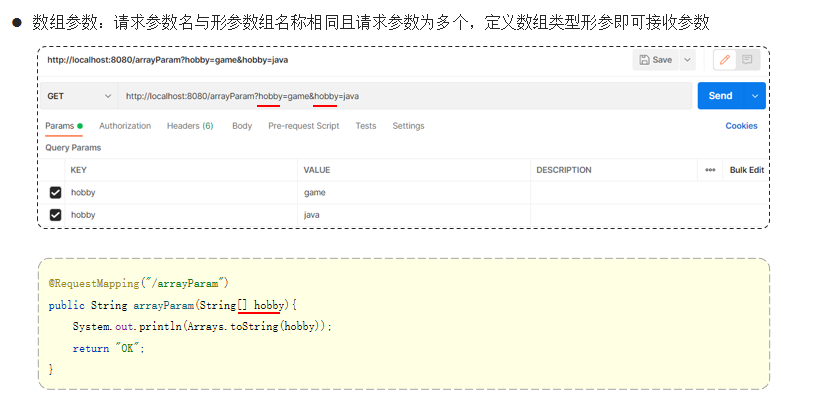 ● 数组参数：请求参数名与形参数组名称相同且请求参数为多个，定义数组类型形参即可接收参数
http://localhost:8080/arrayParam?hobby=game&hobby=java
Save
GET http://localhost:8080/arrayParam?hobby=game&hobby=java Send
Params Authorization Headers (6) Body Pre-request Script Tests Settings Cookies
Query Params
KEY VALUE DESCRIPTION ••• Bulk Edit
hobby game
hobby java
@RequestMapping("/arrayParam")
public String arrayParam(String[] hobby){
System.out.println(Arrays.toString(hobby));
return "OK";
}